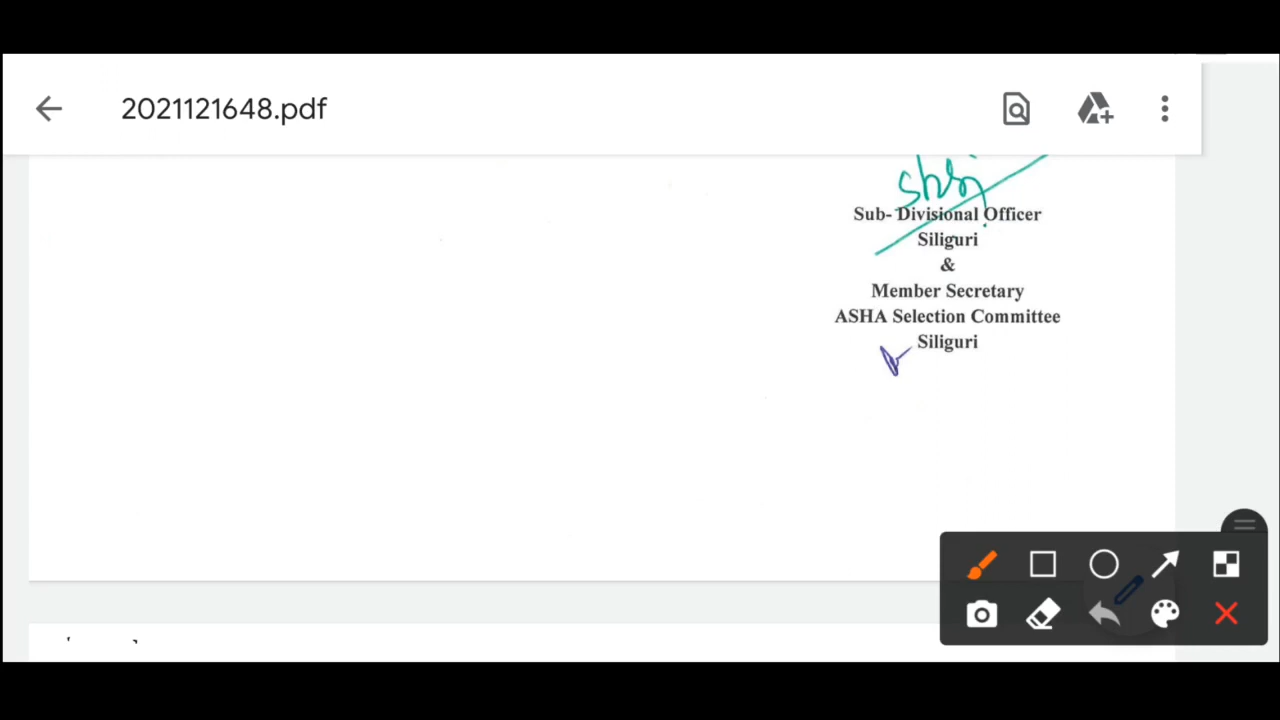 2021121648.pdf
Sub- Divisional Officer
Siliguri
&
Member Secretary
ASHA Selection Committee
Siliguri